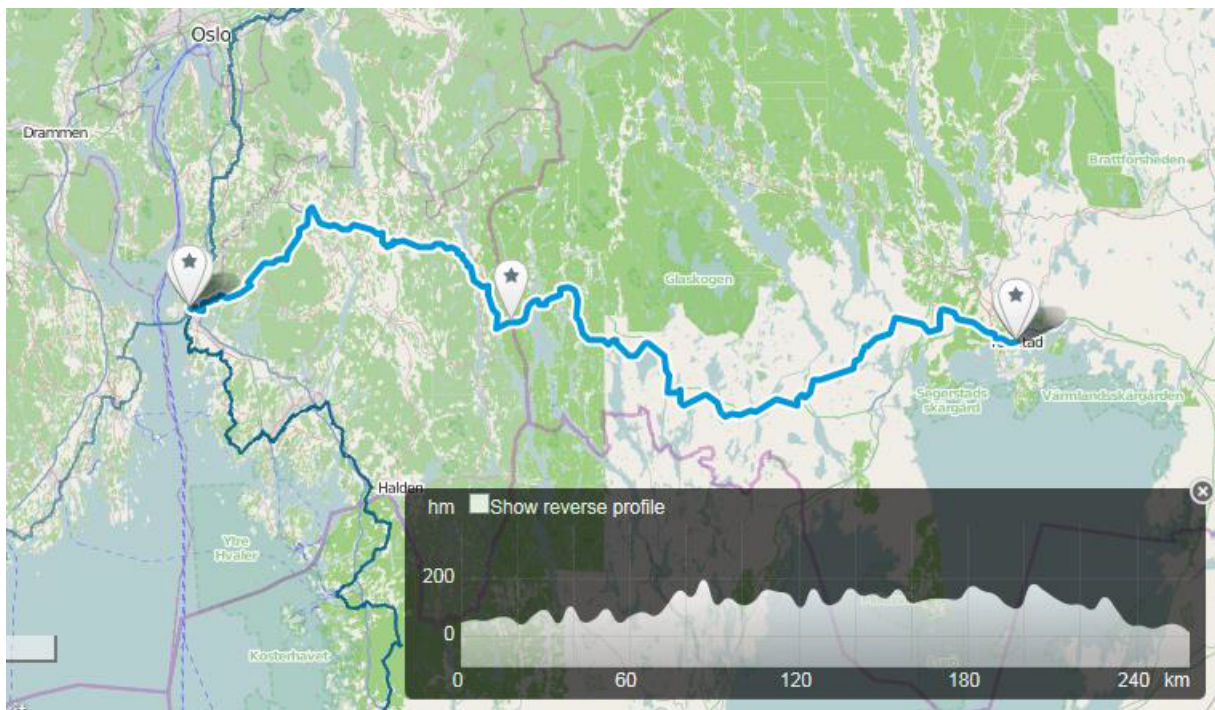 Oslo
Drammen
Brattforsheden
Glaskogen
Segerstads
skärgård
Värmlandsskärgården
Halden
Ytre
Hvaler
Kosterhavet
hm
Show reverse profile
200
0
0
60
120
180
240
km